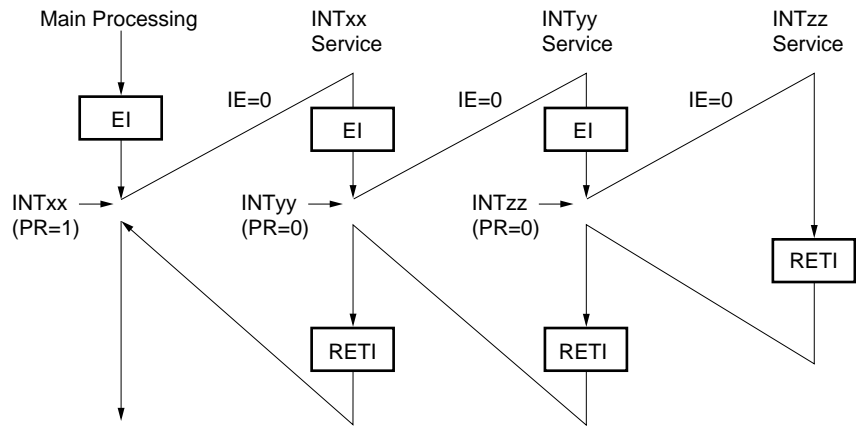 Main Processing
INTxx
Service
INTyy
Service
INTzz
Service
IE=0
IE=0
IE=0
EI
EI
EI
INTxx
(PR=1)
INTyy
(PR=0)
INTzz
(PR=0)
RETI
RETI
RETI